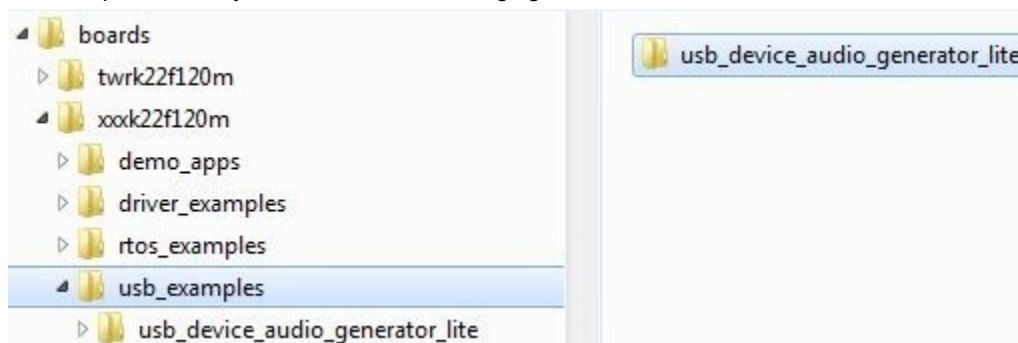 boards
twrk22f120m
xxxk22f120m
demo_apps
driver_examples
rtos_examples
usb_examples
usb_device_audio_generator_lite
usb_device_audio_generator_lite